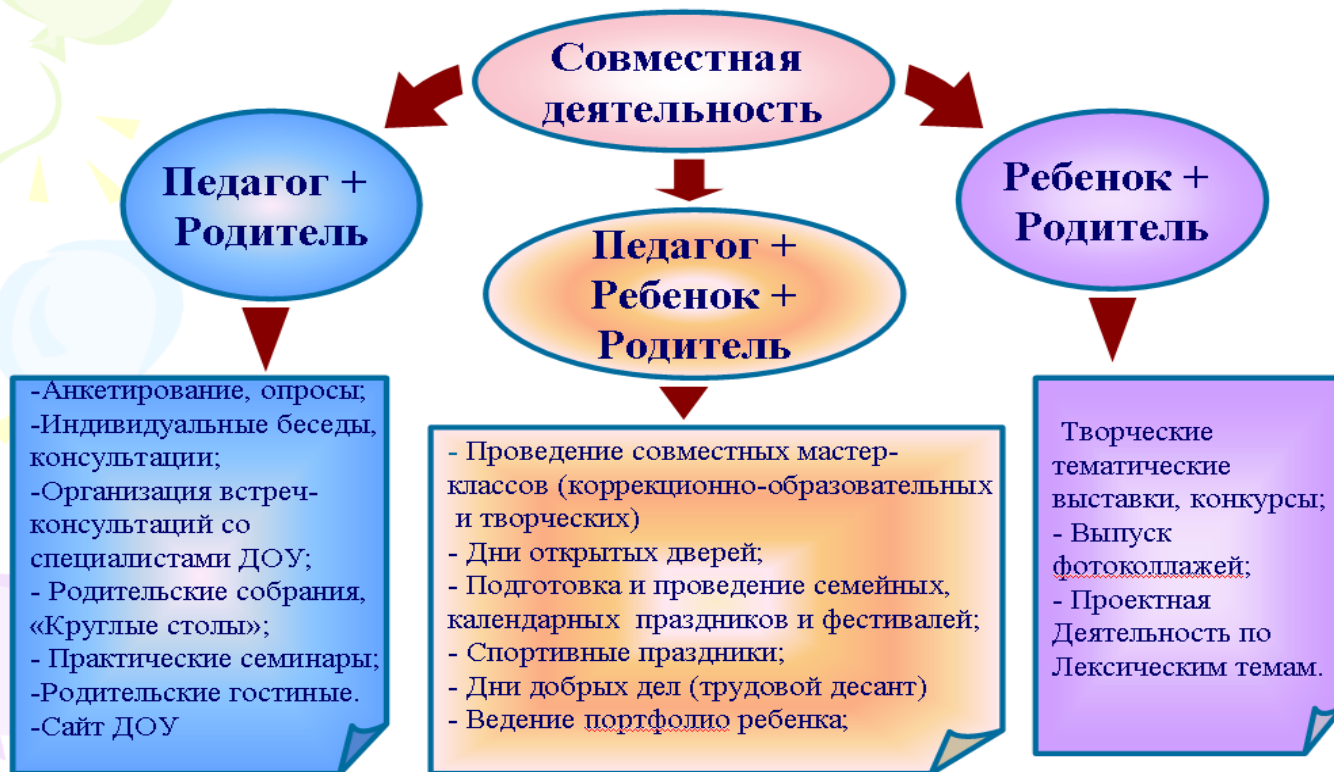 Совместная
деятельность
Педагог +
Родитель
Педагог +
Ребенок +
Родитель
Ребенок +
Родитель
-Анкетирование, опросы;
-Индивидуальные беседы,
консультации;
-Организация встреч-
консультаций со
специалистами ДОУ;
- Родительские собрания,
«Круглые столы»;
- Практические семинары;
-Родительские гостиные.
-Сайт ДОУ
- Проведение совместных мастер-
классов (коррекционно-образовательных
и творческих)
- Дни открытых дверей;
- Подготовка и проведение семейных,
календарных праздников и фестивалей;
- Спортивные праздники;
- Дни добрых дел (трудовой десант)
- Ведение портфолио ребенка;
Творческие
тематические
выставки, конкурсы;
- Выпуск
фотоколлажей;
- Проектная
Деятельность по
Лексическим темам.